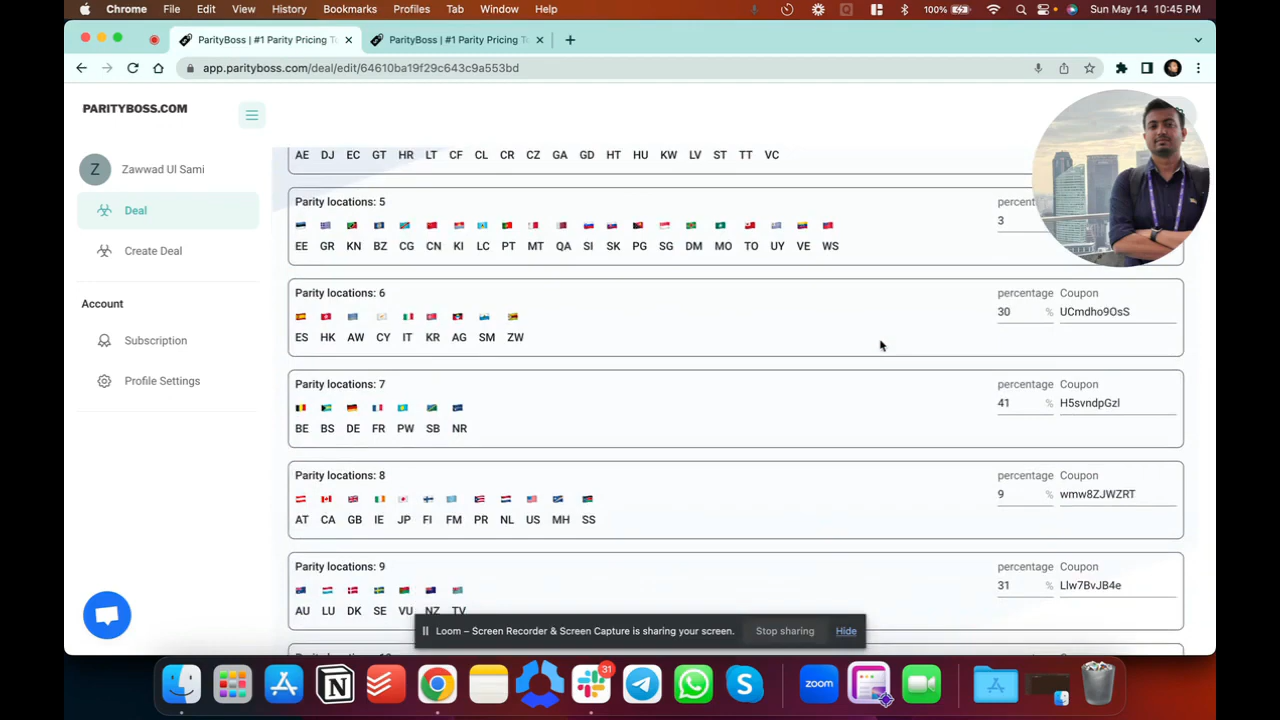 Chrome File Edit View History Bookmarks Profiles Tab Window Help 100% Sun May 14 10:45 PM
ParityBoss | #1 Parity Pricing T ParityBoss | #1 Parity Pricing T
app.parityboss.com/deal/edit/64610ba19f29c643c9a553bd
PARITYBOSS.COM
Z Zawwad Ul Sami
Deal
Create Deal
Account
Subscription
Profile Settings
AE DJ EC GT HR LT CF CL CR CZ GA GD HT HU KW LV ST TT VC
Parity locations: 5
EE GR KN BZ CG CN KI LC PT MT QA SI SK PG SG DM MO TO UY VE WS
3
Parity locations: 6
ES HK AW CY IT KR AG SM ZW
percentage Coupon
30 % UCmdho9OsS
Parity locations: 7
BE BS DE FR PW SB NR
percentage Coupon
41 % H5svndpGzI
Parity locations: 8
AT CA GB IE JP FI FM PR NL US MH SS
percentage Coupon
9 % wmw8ZJWZRT
Parity locations: 9
AU LU DK SE VU NZ TV
percentage Coupon
31 % LIw7BvJB4e
Loom – Screen Recorder & Screen Capture is sharing your screen. Stop sharing Hide
31
zoom